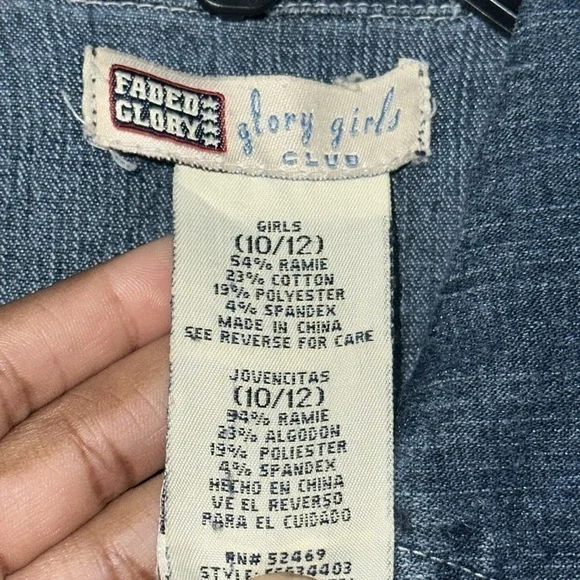 FADED
GLORY
glory girls
CLUB
GIRLS
(10/12)
54% RAMIE
23% COTTON
19% POLYESTER
4% SPANDEX
MADE IN CHINA
SEE REVERSE FOR CARE
JOVENCITAS
(10/12)
94% RAMIE
23% ALGODON
19% POLIESTER
4% SPANDEX
HECHO EN CHINA
VE EL REVERSO
PARA EL CUIDADO
RN# 52469